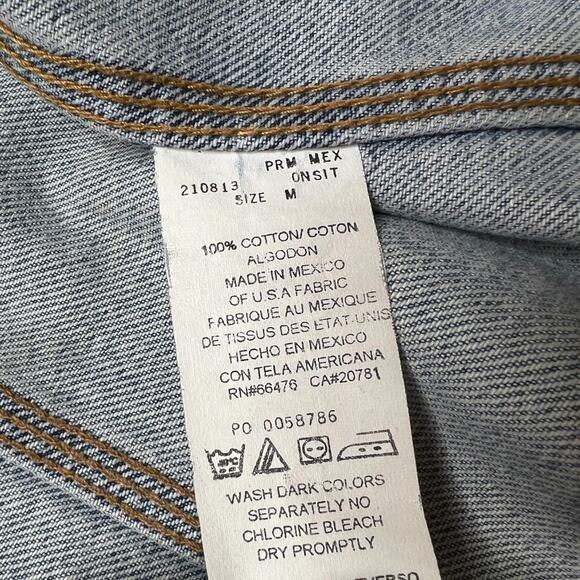 PRM MEX
210813 ONSIT
SIZE M
100% COTTON/ COTON
ALGODON
MADE IN MEXICO
OF U.S.A FABRIC
FABRIQUE AU MEXIQUE
DE TISSUS DES ETAT-UNIS
HECHO EN MEXICO
CON TELA AMERICANA
RN#66476 CA#20781
PO 0058786
WASH DARK COLORS
SEPARATELY NO
CHLORINE BLEACH
DRY PROMPTLY